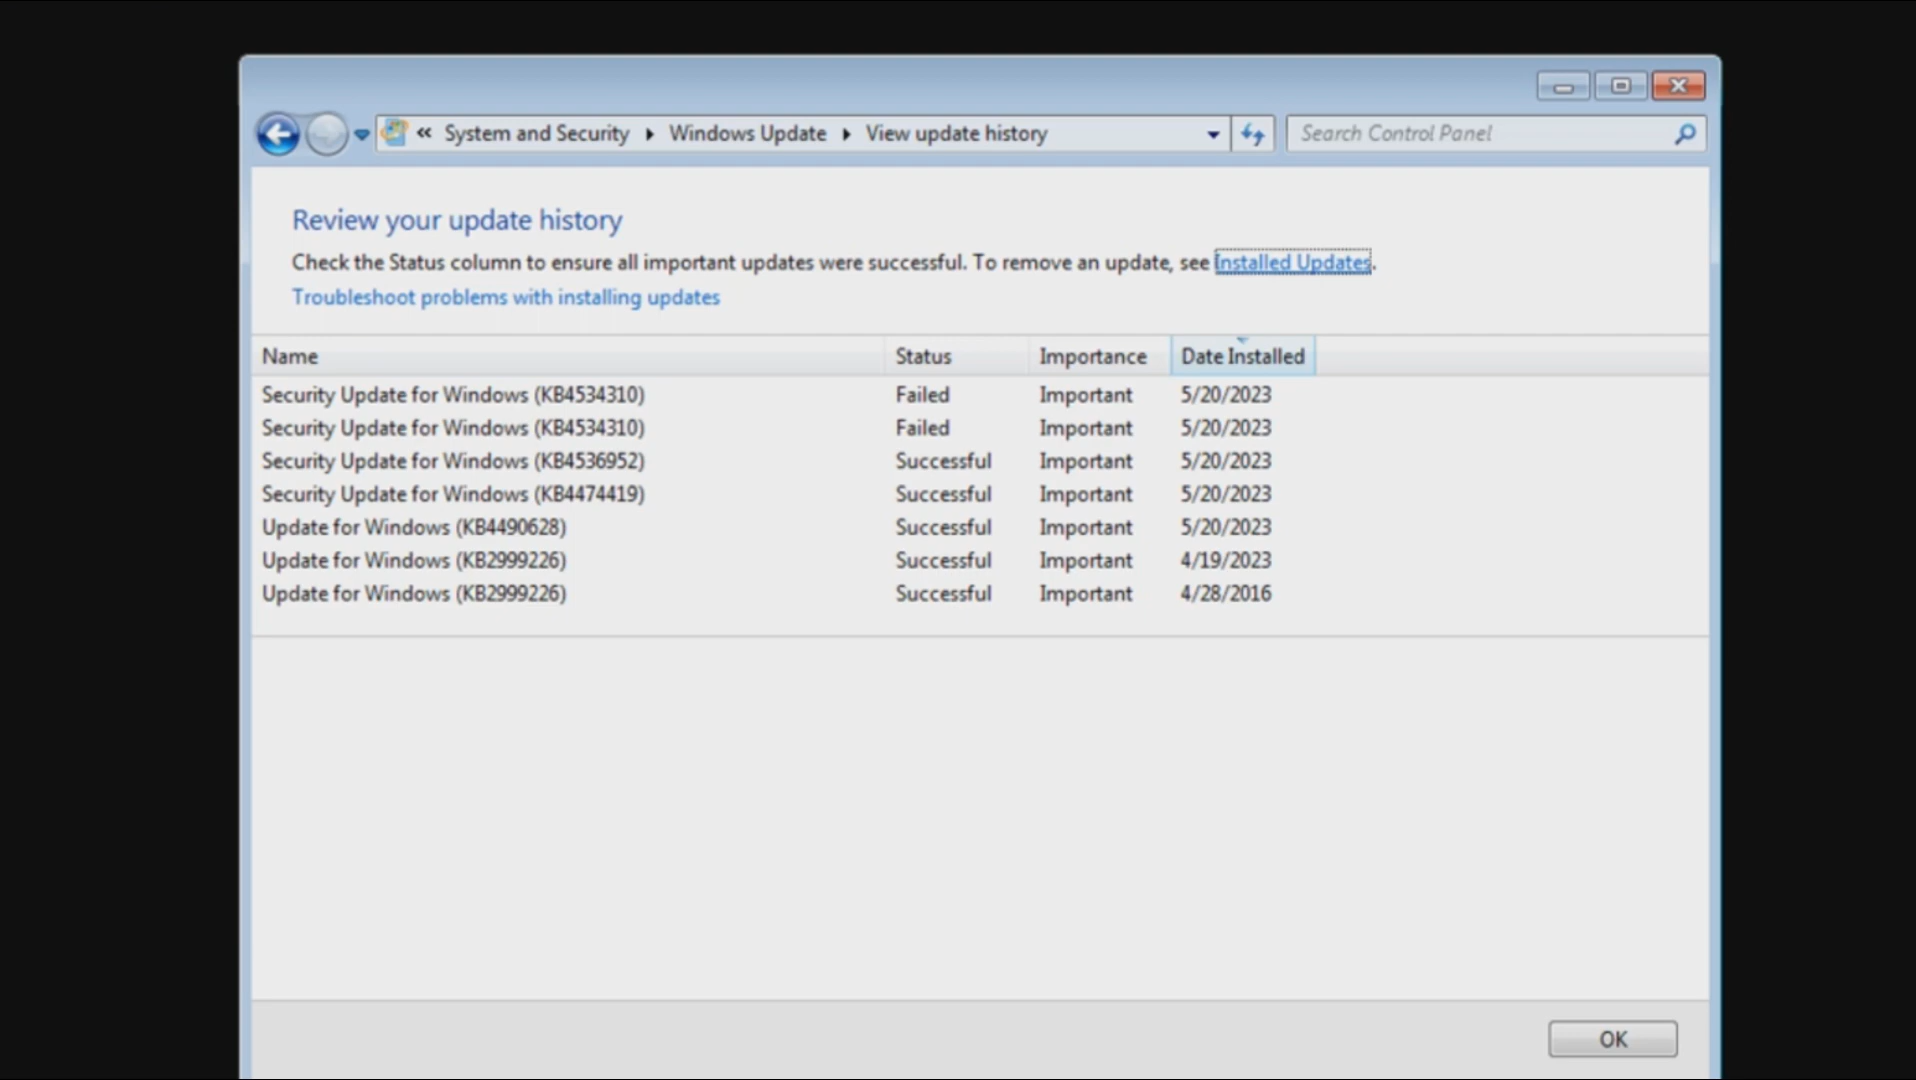 « System and Security ▸ Windows Update ▸ View update history
Search Control Panel
Review your update history
Check the Status column to ensure all important updates were successful. To remove an update, see Installed Updates.
Troubleshoot problems with installing updates
Name Status Importance Date Installed
Security Update for Windows (KB4534310) Failed Important 5/20/2023
Security Update for Windows (KB4534310) Failed Important 5/20/2023
Security Update for Windows (KB4536952) Successful Important 5/20/2023
Security Update for Windows (KB4474419) Successful Important 5/20/2023
Update for Windows (KB4490628) Successful Important 5/20/2023
Update for Windows (KB2999226) Successful Important 4/19/2023
Update for Windows (KB2999226) Successful Important 4/28/2016
OK